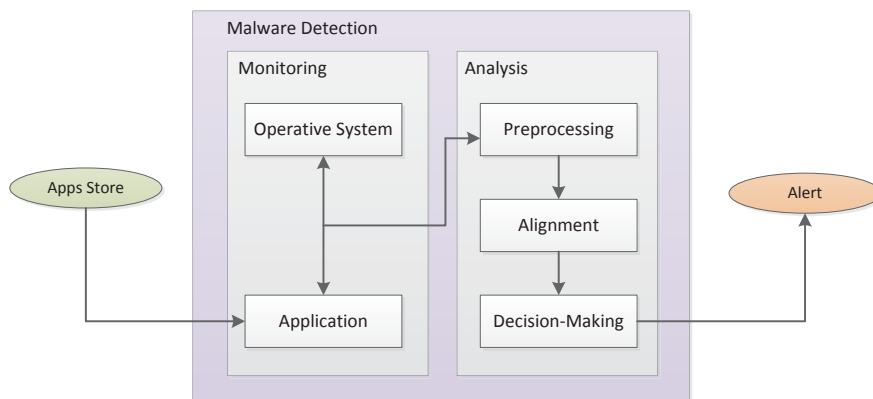 Malware Detection
Monitoring
Analysis
Operative System
Preprocessing
Apps Store
Alert
Alignment
Application
Decision-Making